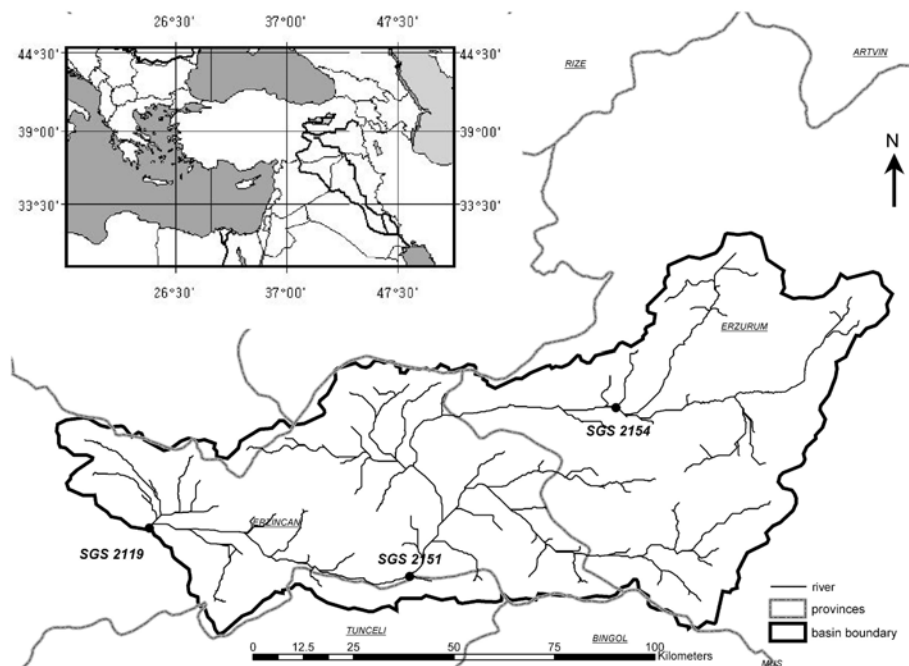 26°30' 37°00' 47°30'
44°30' 44°30'
39°00' 39°00'
33°30' 33°30'
26°30' 37°00' 47°30'
RIZE
ARTVIN
N
ERZURUM
SGS 2154
ERZINCAN
SGS 2119
SGS 2151
river
provinces
basin boundary
TUNCELI
BINGOL
MUS
0 12.5 25 50 75 100
Kilometers